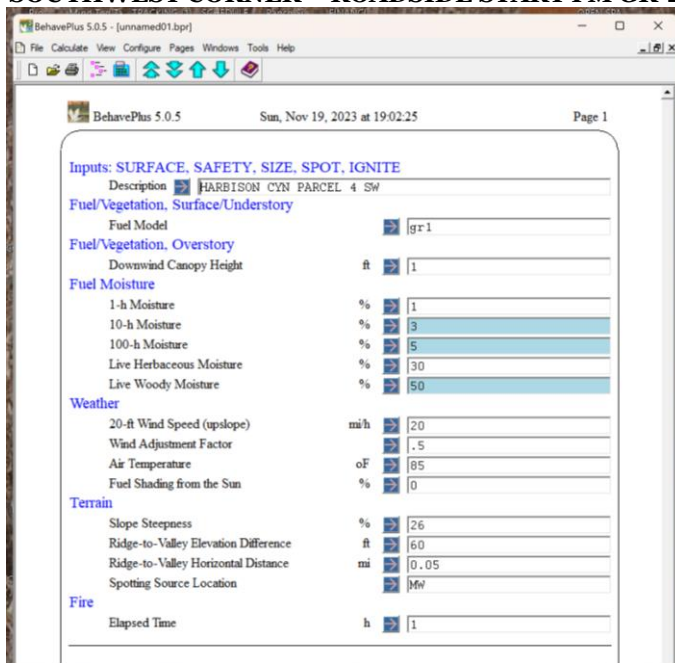 BehavePlus 5.0.5 - [unnamed01.bpr]
File Calculate View Configure Pages Windows Tools Help
BehavePlus 5.0.5 Sun, Nov 19, 2023 at 19:02:25 Page 1
Inputs: SURFACE, SAFETY, SIZE, SPOT, IGNITE
Description HARBISON CYN PARCEL 4 SW
Fuel/Vegetation, Surface/Understory
Fuel Model gr1
Fuel/Vegetation, Overstory
Downwind Canopy Height ft 1
Fuel Moisture
1-h Moisture % 1
10-h Moisture % 3
100-h Moisture % 5
Live Herbaceous Moisture % 30
Live Woody Moisture % 50
Weather
20-ft Wind Speed (upslope) mi/h 20
Wind Adjustment Factor .5
Air Temperature oF 85
Fuel Shading from the Sun % 0
Terrain
Slope Steepness % 26
Ridge-to-Valley Elevation Difference ft 60
Ridge-to-Valley Horizontal Distance mi 0.05
Spotting Source Location MW
Fire
Elapsed Time h 1